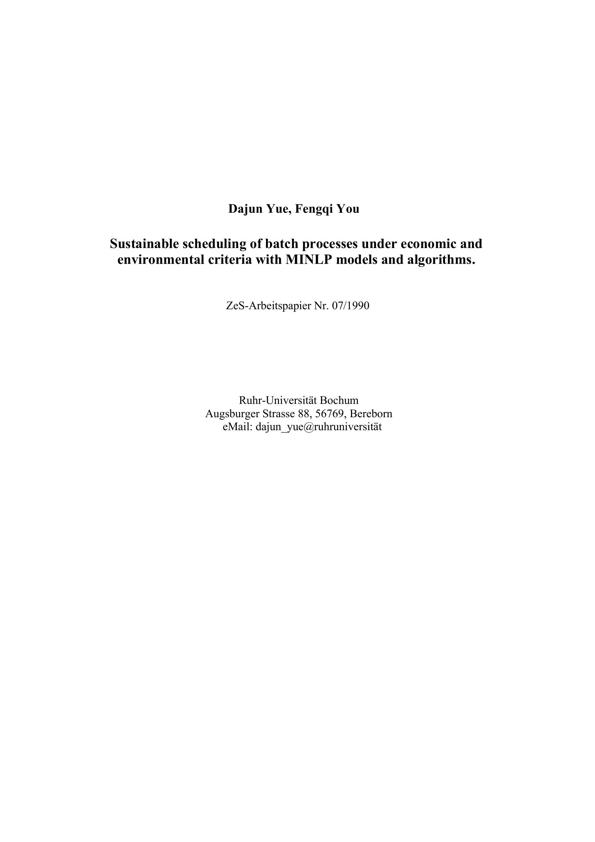 Dajun Yue, Fengqi You
Sustainable scheduling of batch processes under economic and
environmental criteria with MINLP models and algorithms.
ZeS-Arbeitspapier Nr. 07/1990
Ruhr-Universität Bochum
Augsburger Strasse 88, 56769, Bereborn
eMail: dajun_yue@ruhruniversität